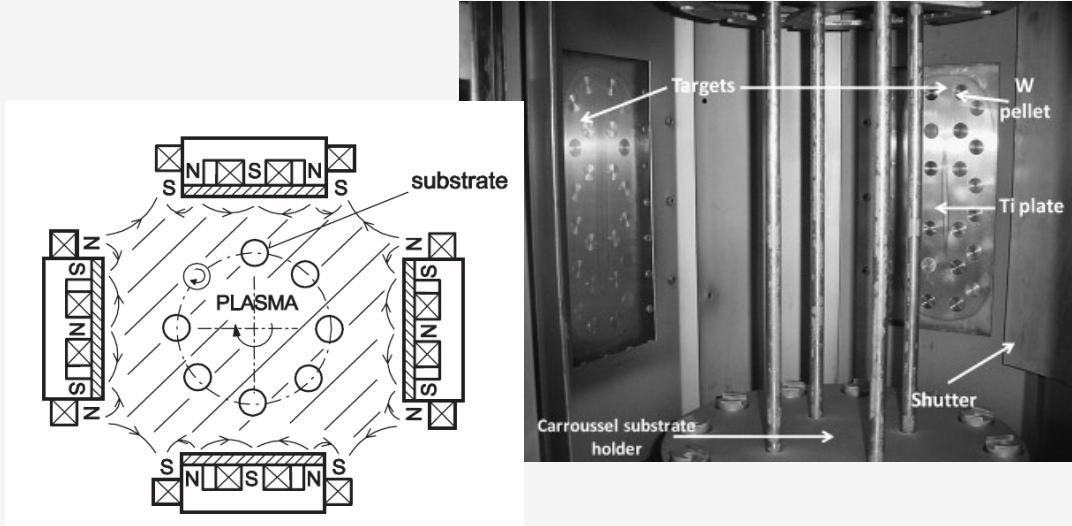 N S N
S S
substrate
N N
S S
PLASMA
N N
S S
N N
S S
N S N
Targets
W
pellet
Ti plate
Shutter
Carroussel substrate
holder